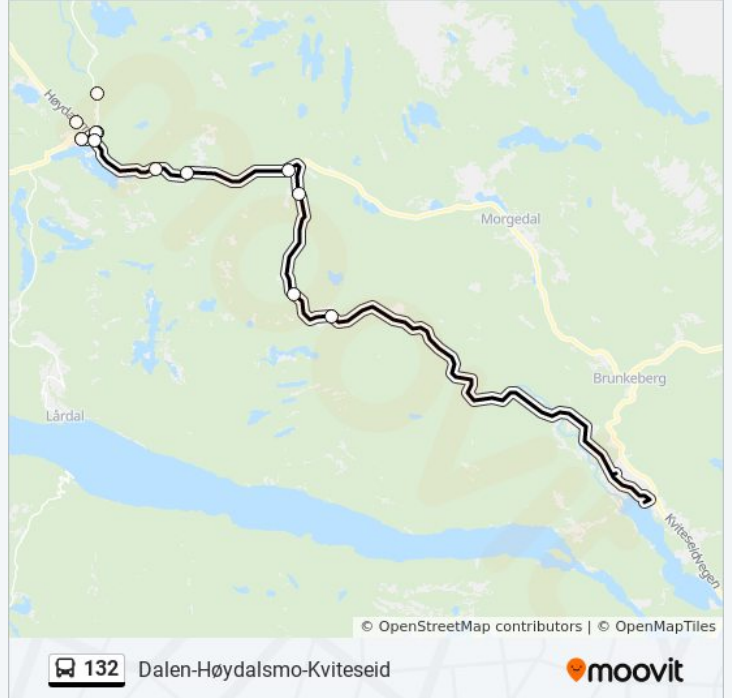 Høydalsmo
Morgedal
Brunkeberg
Lårdal
Kviteseidvegen
© OpenStreetMap contributors | © OpenMapTiles
132 Dalen-Høydalsmo-Kviteseid
moovit